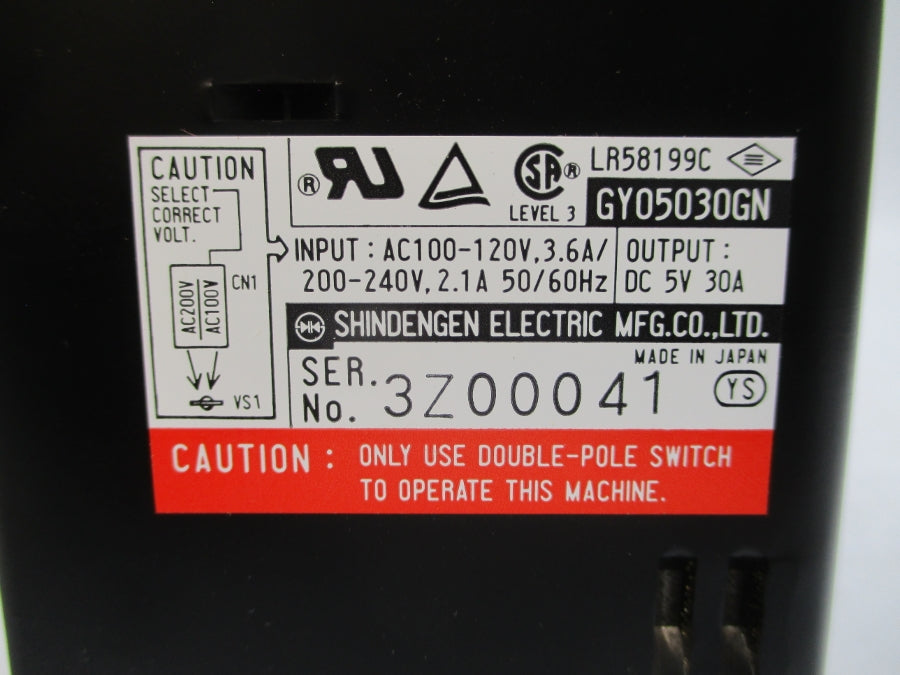 CAUTION
SELECT
CORRECT
VOLT.
CN1
AC200V
AC100V
VS1
® RU
SA ®
LEVEL 3
LR58199C
GY05030GN
INPUT : AC100-120V, 3.6A/
200-240V, 2.1A 50/60Hz
OUTPUT :
DC 5V 30A
SHINDENGEN ELECTRIC MFG.CO.,LTD.
MADE IN JAPAN
SER.
No. 3Z00041
YS
CAUTION : ONLY USE DOUBLE-POLE SWITCH
TO OPERATE THIS MACHINE.